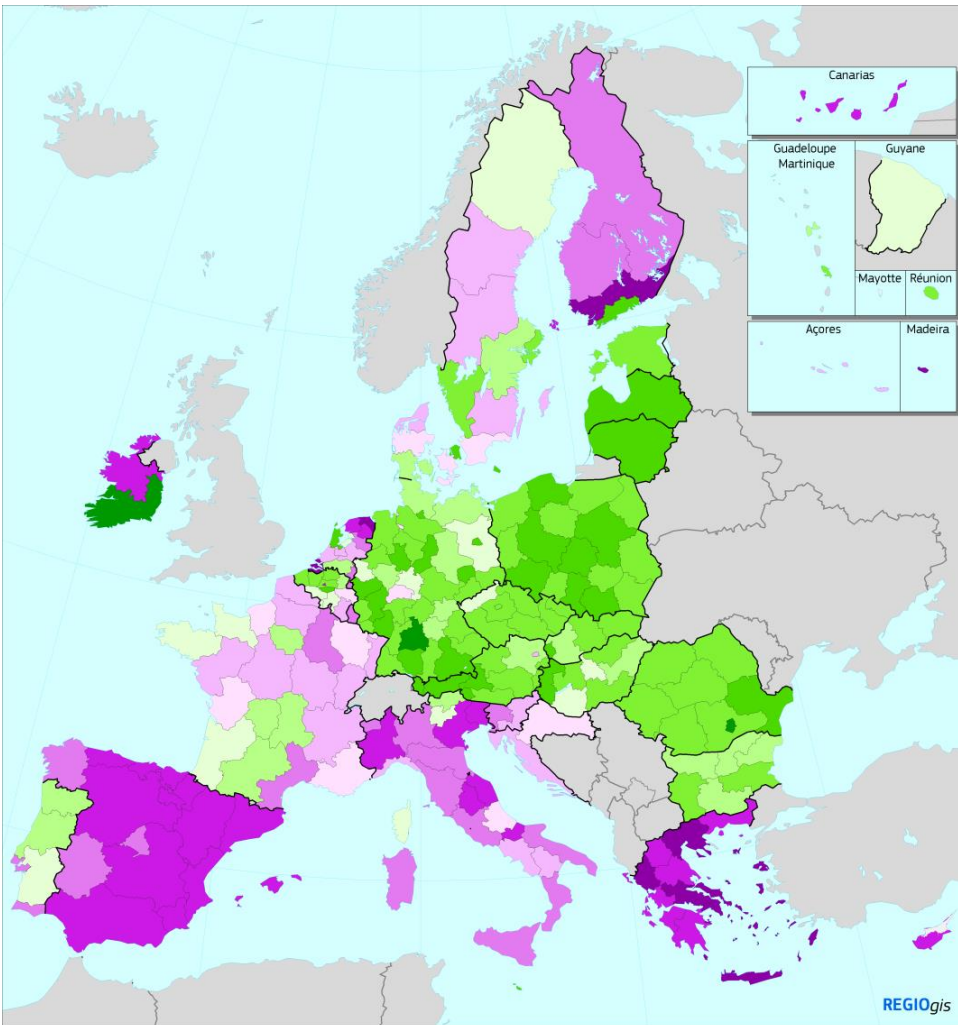 Canarias
Guadeloupe
Martinique
Guyane
Mayotte
Réunion
Açores
Madeira
REGIOgis